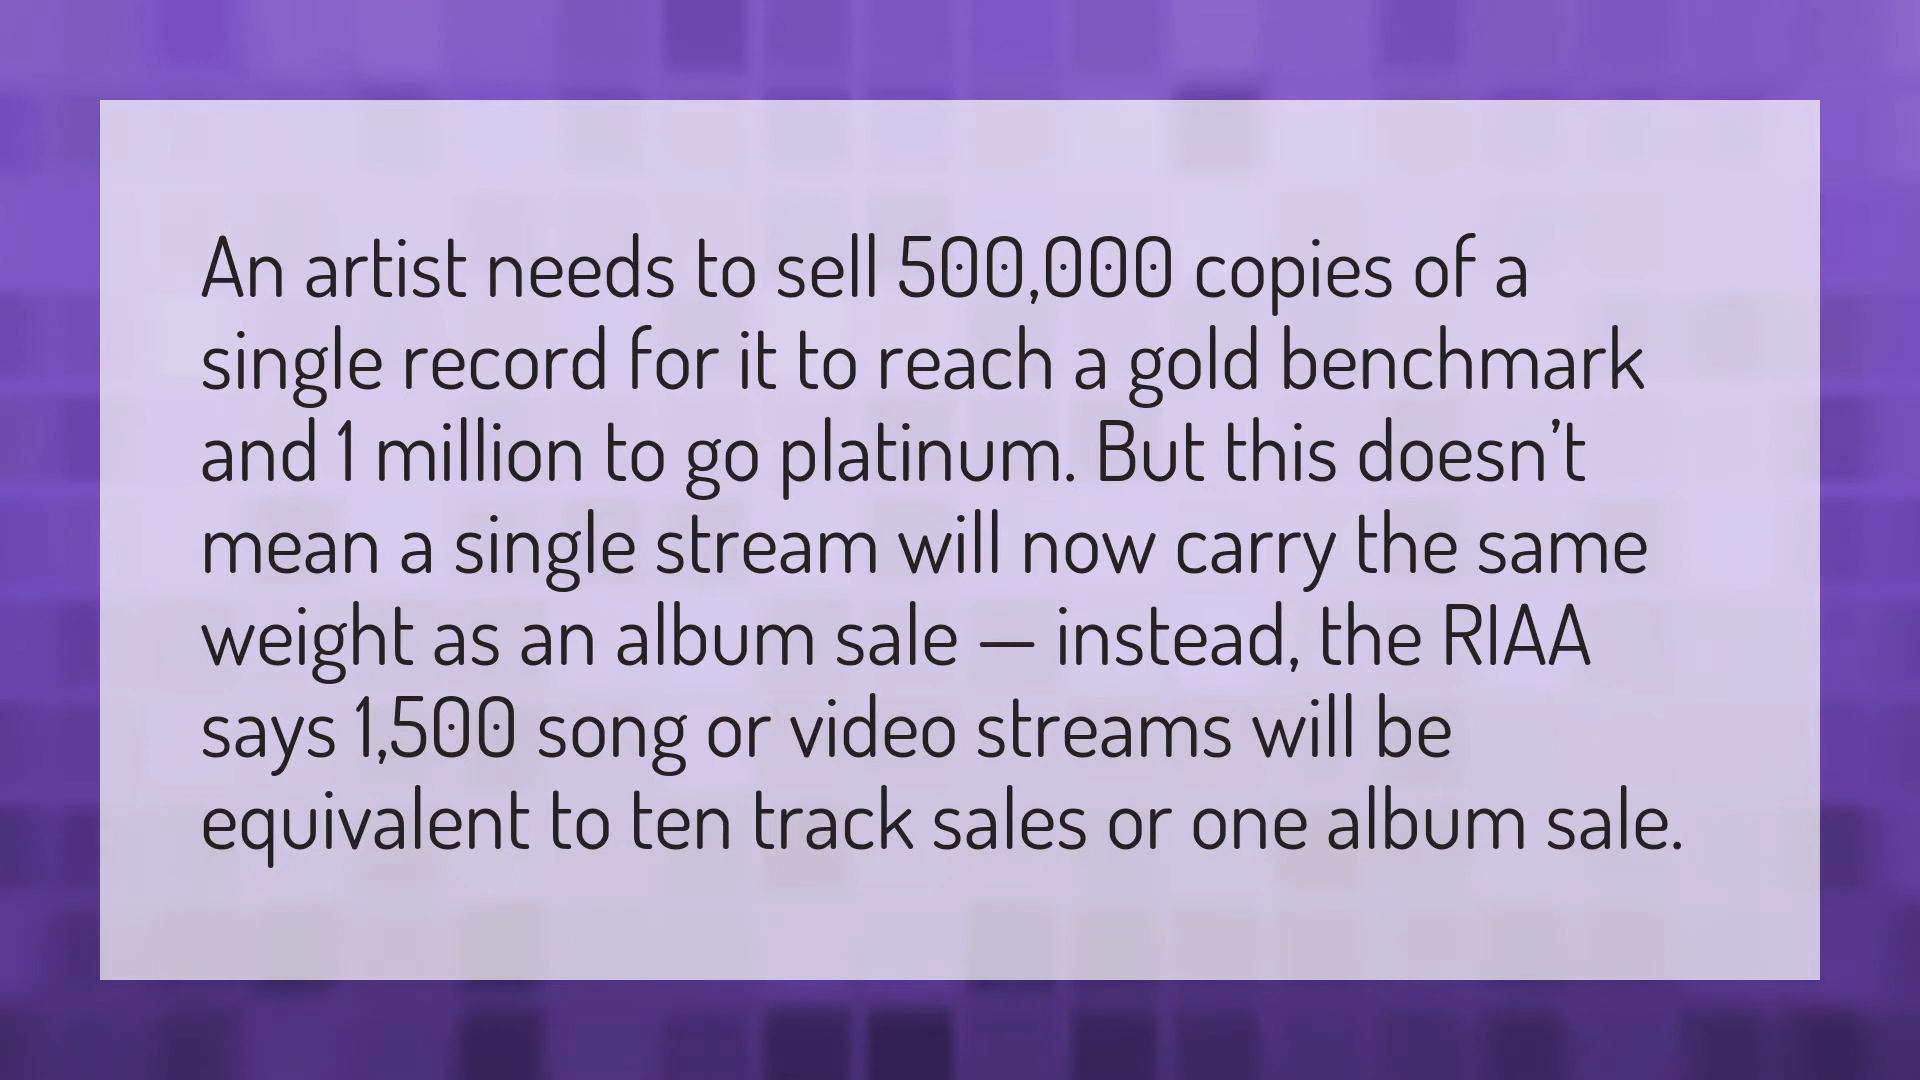 An artist needs to sell 500,000 copies of a
single record for it to reach a gold benchmark
and 1 million to go platinum. But this doesn’t
mean a single stream will now carry the same
weight as an album sale — instead, the RIAA
says 1,500 song or video streams will be
equivalent to ten track sales or one album sale.